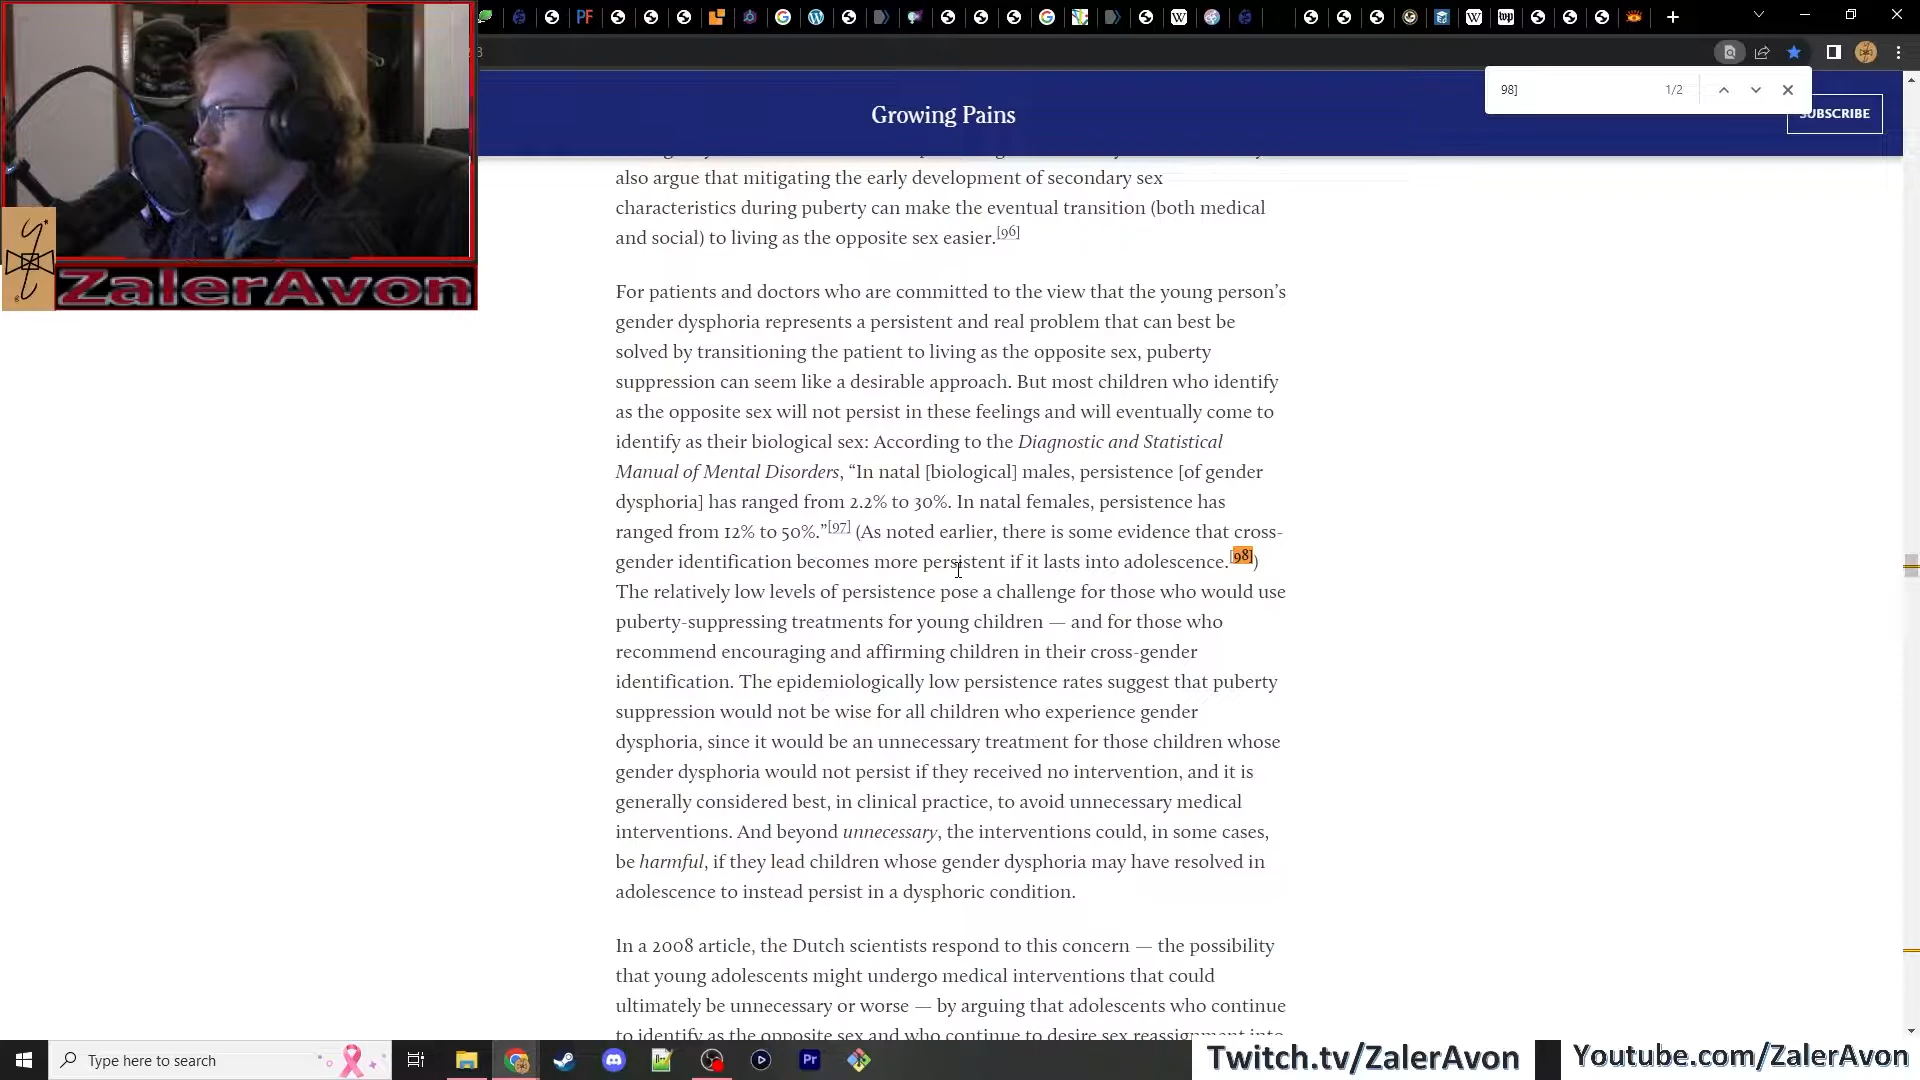 98]
1/2
Growing Pains
SUBSCRIBE
also argue that mitigating the early development of secondary sex
characteristics during puberty can make the eventual transition (both medical
and social) to living as the opposite sex easier.[96]
For patients and doctors who are committed to the view that the young person’s
gender dysphoria represents a persistent and real problem that can best be
solved by transitioning the patient to living as the opposite sex, puberty
suppression can seem like a desirable approach. But most children who identify
as the opposite sex will not persist in these feelings and will eventually come to
identify as their biological sex: According to the Diagnostic and Statistical
Manual of Mental Disorders, “In natal [biological] males, persistence [of gender
dysphoria] has ranged from 2.2% to 30%. In natal females, persistence has
ranged from 12% to 50%.”[97] (As noted earlier, there is some evidence that cross-
gender identification becomes more persistent if it lasts into adolescence.[98])
The relatively low levels of persistence pose a challenge for those who would use
puberty-suppressing treatments for young children — and for those who
recommend encouraging and affirming children in their cross-gender
identification. The epidemiologically low persistence rates suggest that puberty
suppression would not be wise for all children who experience gender
dysphoria, since it would be an unnecessary treatment for those children whose
gender dysphoria would not persist if they received no intervention, and it is
generally considered best, in clinical practice, to avoid unnecessary medical
interventions. And beyond unnecessary, the interventions could, in some cases,
be harmful, if they lead children whose gender dysphoria may have resolved in
adolescence to instead persist in a dysphoric condition.
In a 2008 article, the Dutch scientists respond to this concern — the possibility
that young adolescents might undergo medical interventions that could
ultimately be unnecessary or worse — by arguing that adolescents who continue
to identify as the opposite sex and who continue to desire sex reassignment into
ZalerAvon
Type here to search
Twitch.tv/ZalerAvon
Youtube.com/ZalerAvon